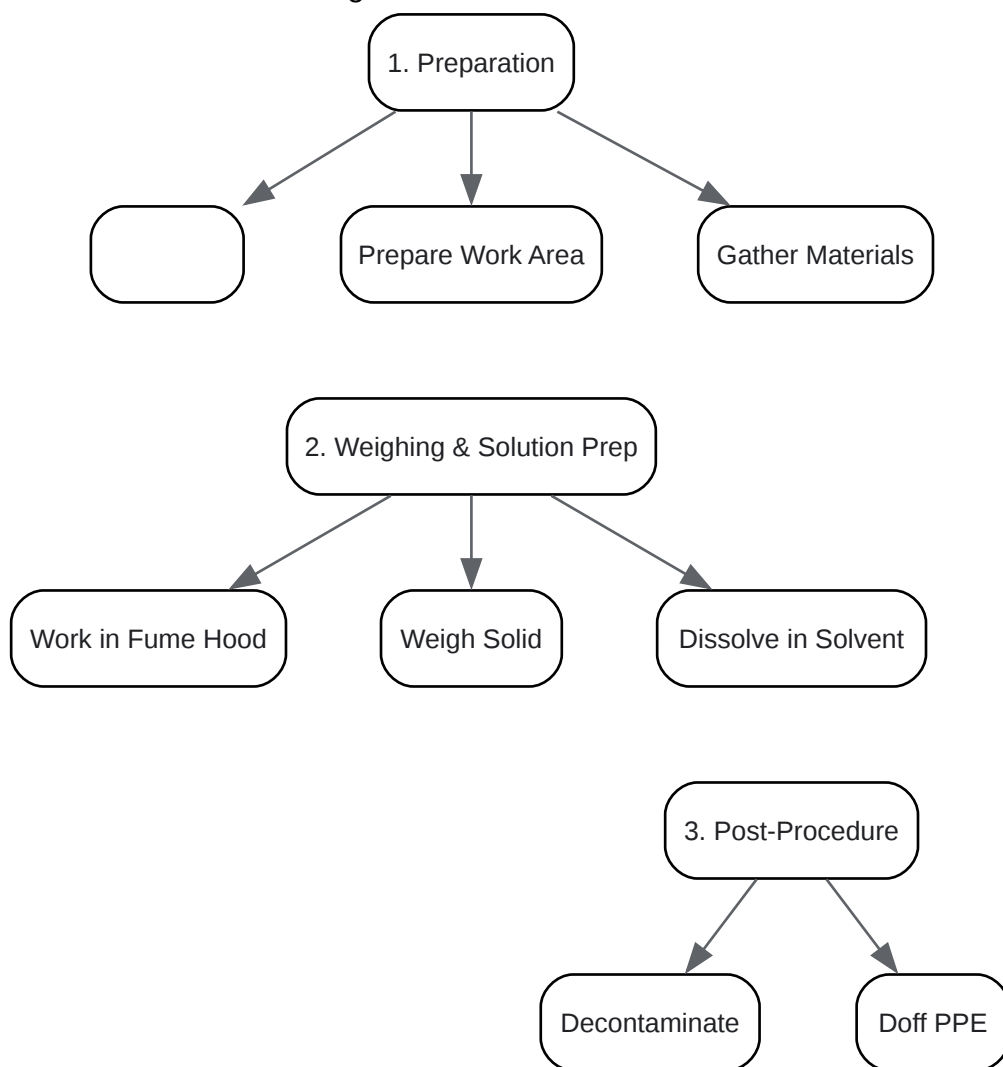 1. Preparation
Prepare Work Area
Gather Materials
2. Weighing & Solution Prep
Work in Fume Hood
Weigh Solid
Dissolve in Solvent
3. Post-Procedure
Decontaminate
Doff PPE